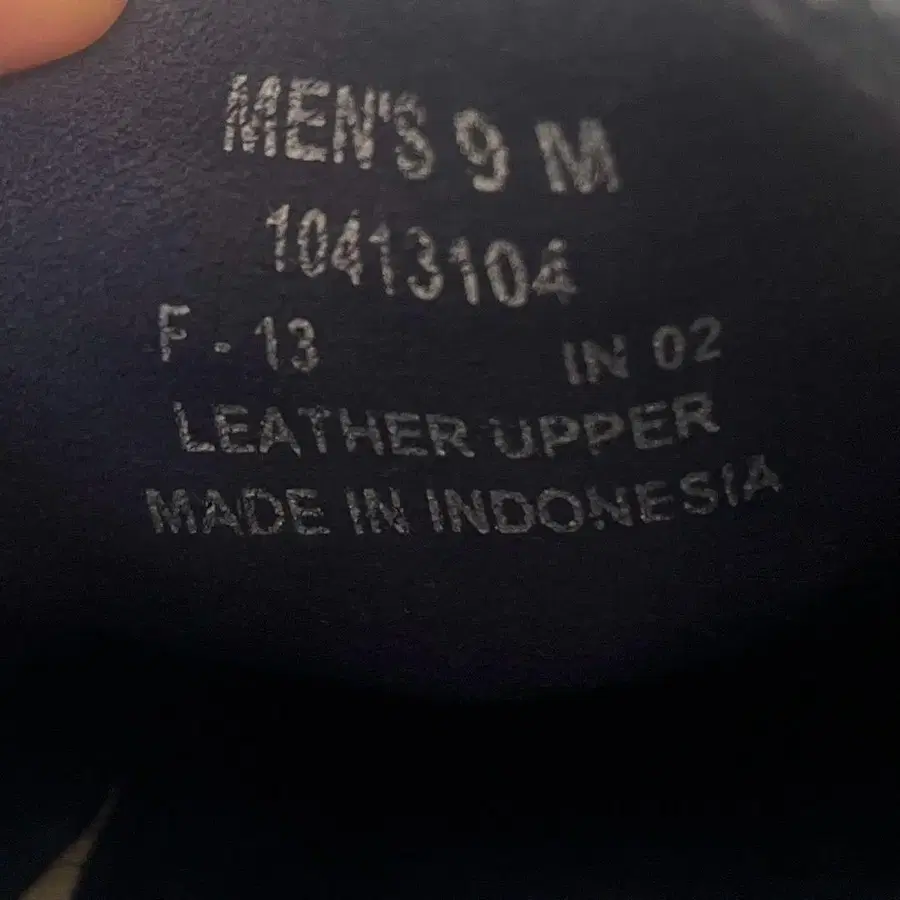 MEN'S 9 M
10413104
F - 13 IN 02
LEATHER UPPER
MADE IN INDONESIA